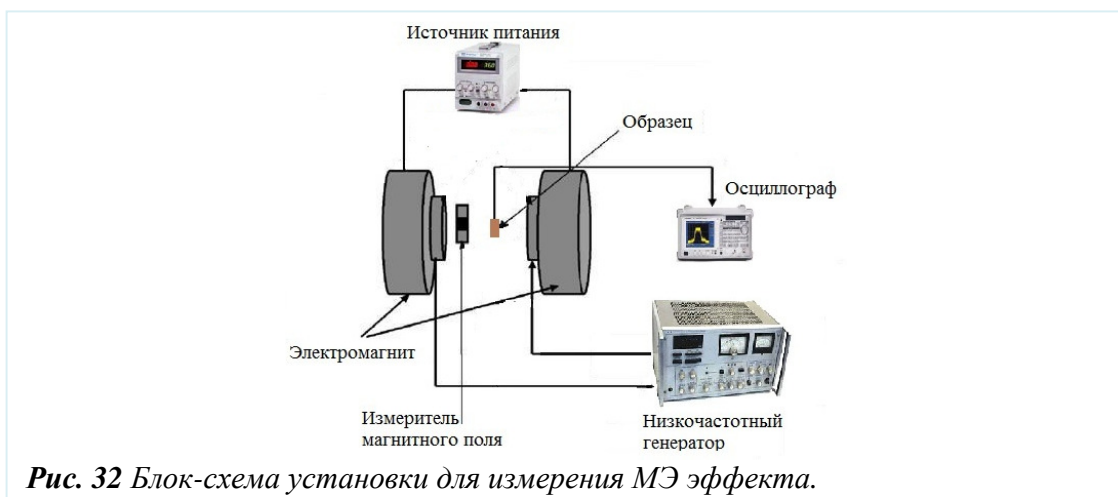 Источник питания
Образец
Осциллограф
Электромагнит
Измеритель
магнитного поля
Низкочастотный
генератор
Рис. 32 Блок-схема установки для измерения МЭ эффекта.